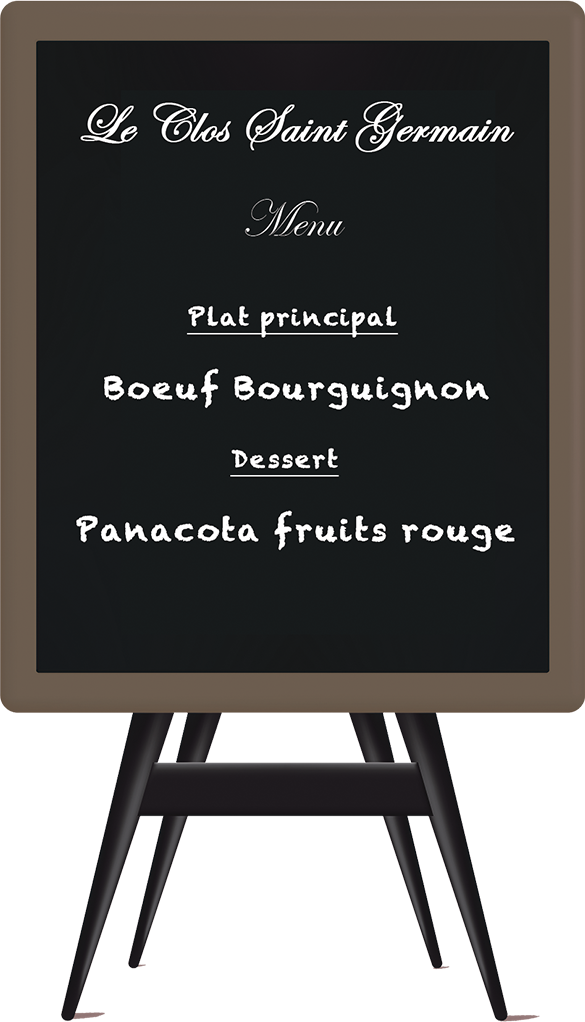 Le Clos Saint Germain
Menu
Plat principal
Boeuf Bourguignon
Dessert
Panacota fruits rouge